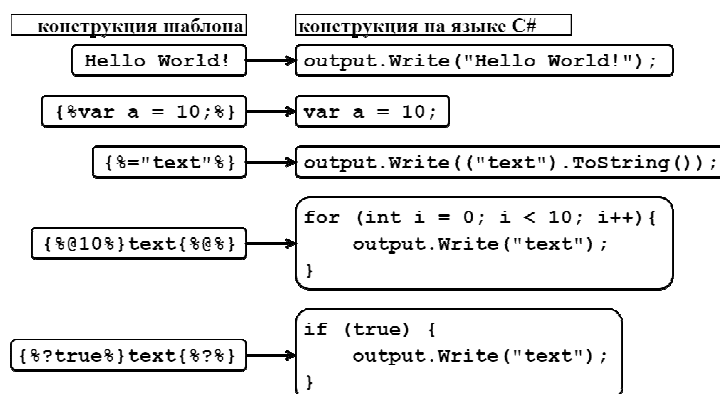 конструкция шаблона
конструкция на языке C#
Hello World!
output.Write("Hello World!");
{%var a = 10;%}
var a = 10;
{%="text"%}
output.Write(("text").ToString());
{%@10%}text{%@%}
for (int i = 0; i < 10; i++){
    output.Write("text");
}
{%?true%}text{%?%}
if (true) {
    output.Write("text");
}